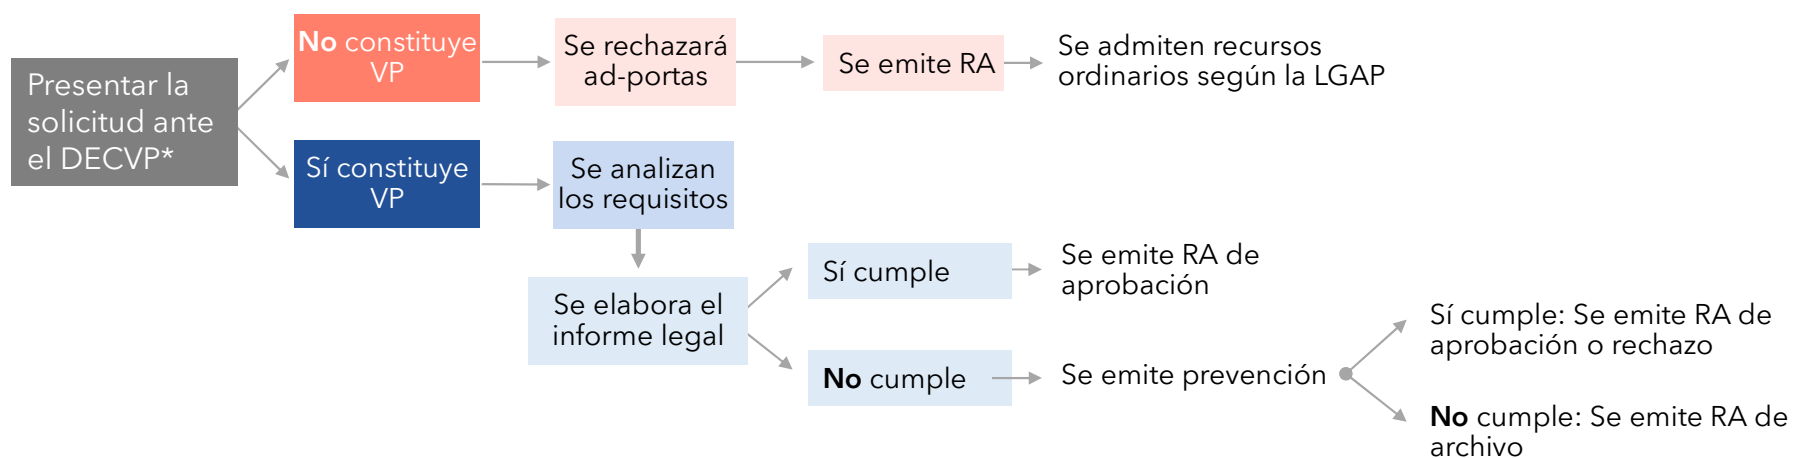 Presentar la
solicitud ante
el DECVP*
No constituye
VP
Se rechazará
ad-portas
Se emite RA
Se admiten recursos
ordinarios según la LGAP
Sí constituye
VP
Se analizan
los requisitos
Se elabora el
informe legal
Sí cumple
Se emite RA de
aprobación
No cumple
Se emite prevención
Sí cumple: Se emite RA de
aprobación o rechazo
No cumple: Se emite RA de
archivo